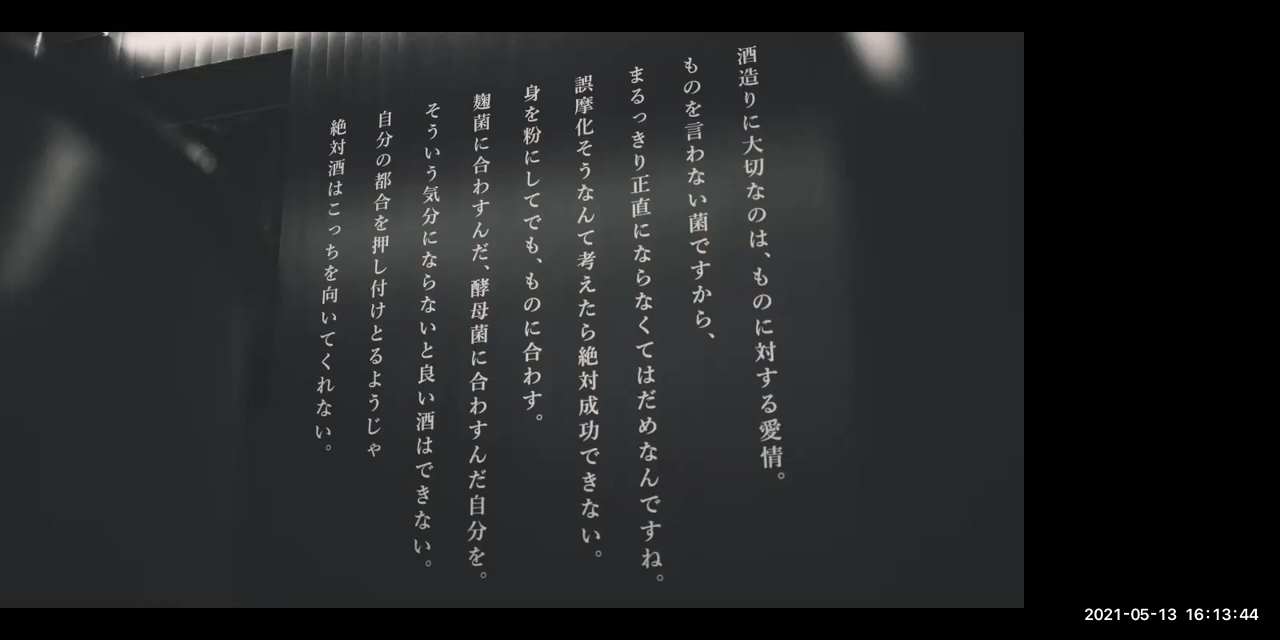 酒造りに大切なのは、ものに対する愛情。
ものを言わない菌ですから、
まるっきり正直にならなくてはだめなんですね。
誤摩化そうなんて考えたら絶対成功できない。
身を粉にしてでも、ものに合わす。
麹菌に合わすんだ、酵母菌に合わすんだ自分を。
そういう気分にならないと良い酒はできない。
自分の都合を押し付けとるようじゃ
絶対酒はこっちを向いてくれない。
2021-05-13 16:13:44